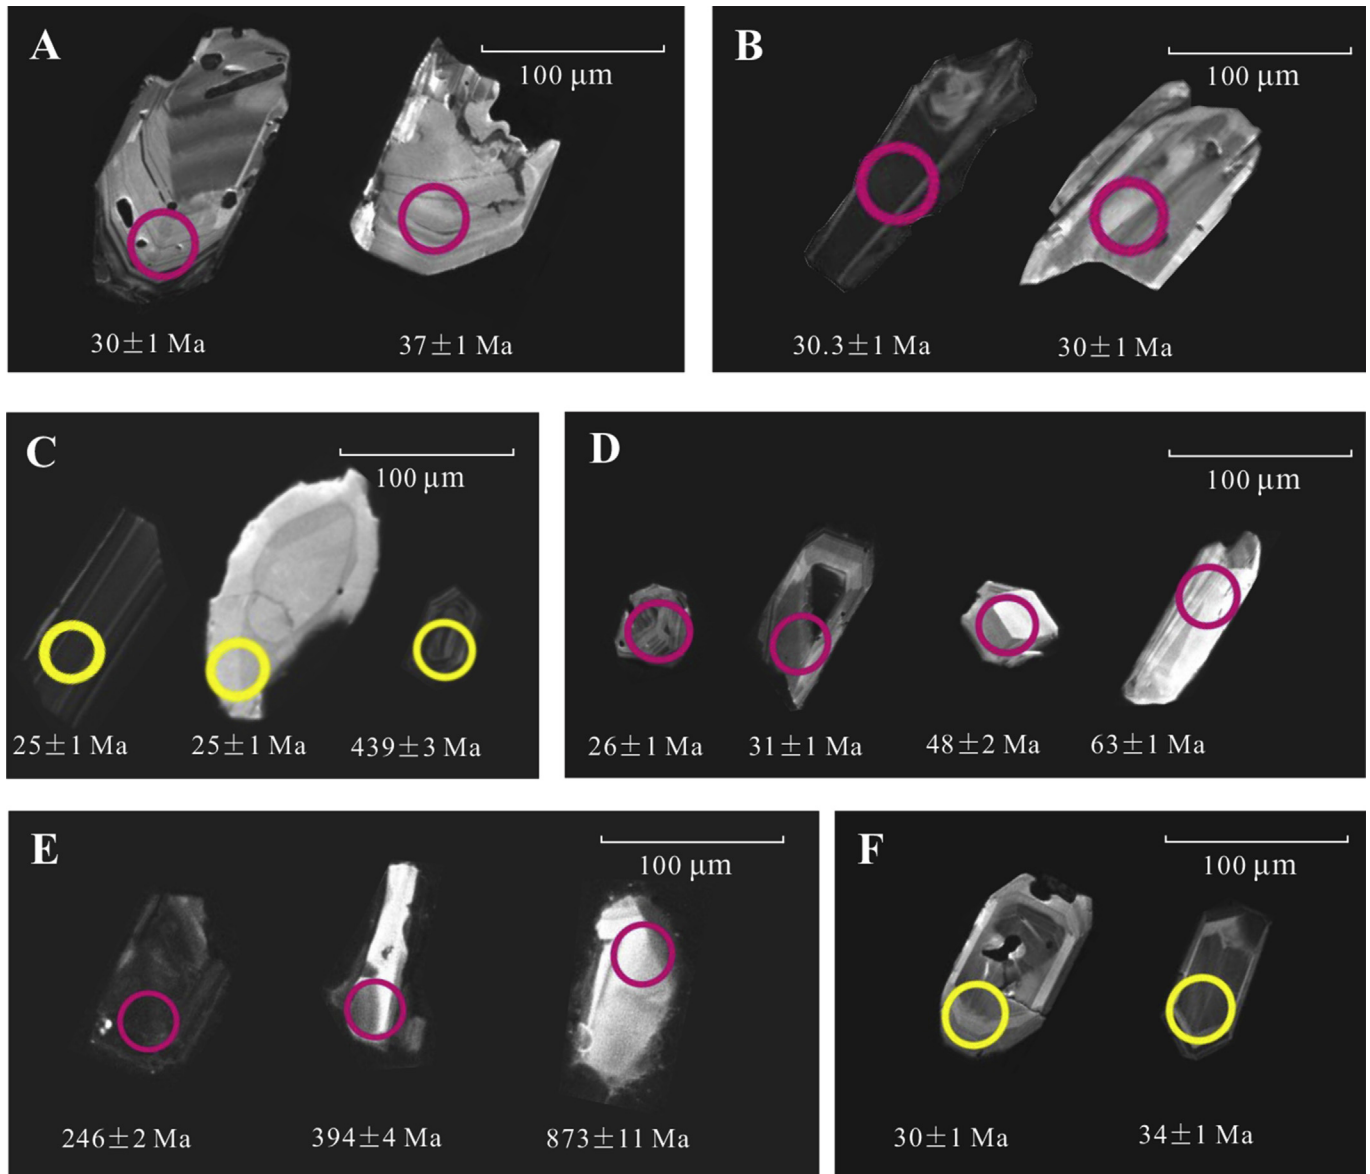 A
100 μm
30±1 Ma
37±1 Ma
B
100 μm
30.3±1 Ma
30±1 Ma
C
100 μm
25±1 Ma
25±1 Ma
439±3 Ma
D
100 μm
26±1 Ma
31±1 Ma
48±2 Ma
63±1 Ma
E
100 μm
246±2 Ma
394±4 Ma
873±11 Ma
F
100 μm
30±1 Ma
34±1 Ma